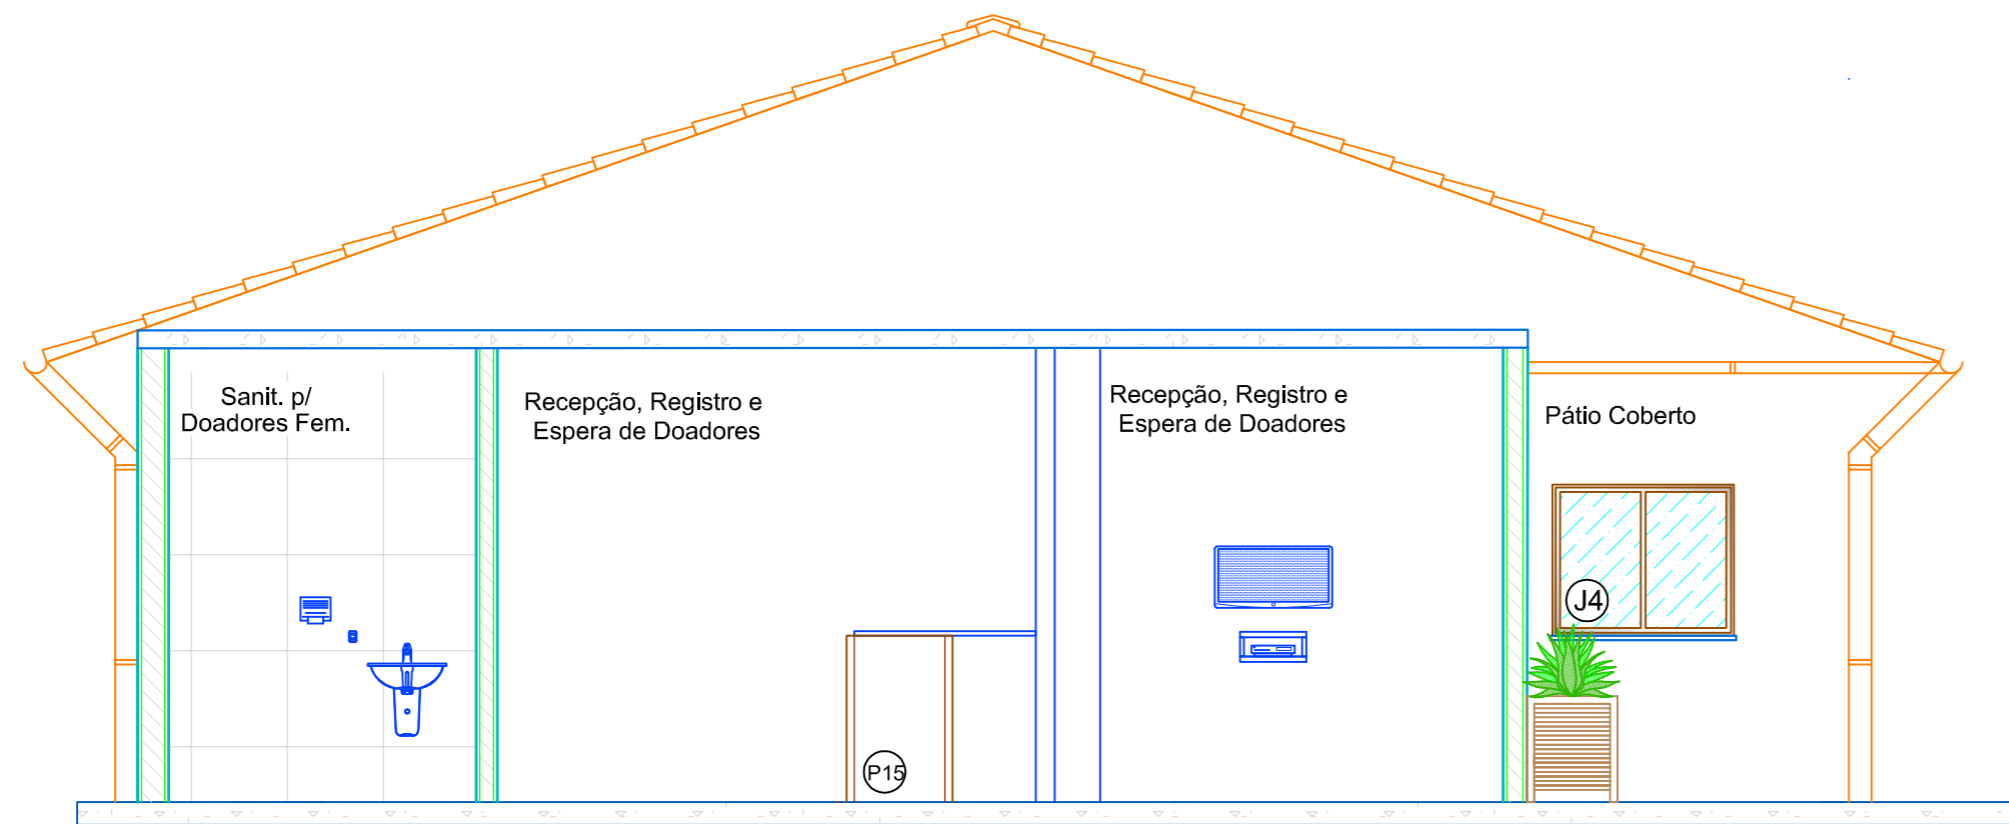 Sanit. p/
Doadores Fem.
Recepção, Registro e
Espera de Doadores
Recepção, Registro e
Espera de Doadores
Pátio Coberto
J4
P15